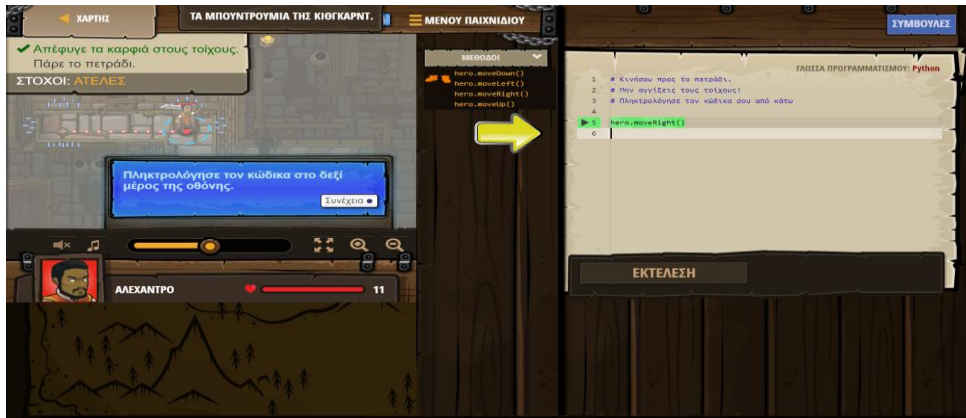 ΧΑΡΤΗΣ
ΤΑ ΜΠΟΥΝΤΡΟΥΜΙΑ ΤΗΣ ΚΙΘΓΚΑΡΝΤ.
ΜΕΝΟΥ ΠΑΙΧΝΙΔΙΟΥ
ΣΥΜΒΟΥΛΕΣ
Απέφυγε τα καρφιά στους τοίχους.
Πάρε το πετράδι.
ΣΤΟΧΟΙ: ΑΤΕΛΕΣ
ΜΕΘΟΔΟΙ
hero.moveDown()
hero.moveLeft()
hero.moveRight()
hero.moveUp()
ΓΛΩΣΣΑ ΠΡΟΓΡΑΜΜΑΤΙΣΜΟΥ: Python
1 # Κινήσου προς το πετράδι.
2 # Μην αγγίξεις τους τοίχους!
3 # Πληκτρολόγησε τον κώδικα σου από κάτω
4
5 hero.moveRight()
6
Πληκτρολόγησε τον κώδικα στο δεξί
μέρος της οθόνης.
Συνέχεια
ΑΛΕΧΑΝΤΡΟ
11
ΕΚΤΕΛΕΣΗ